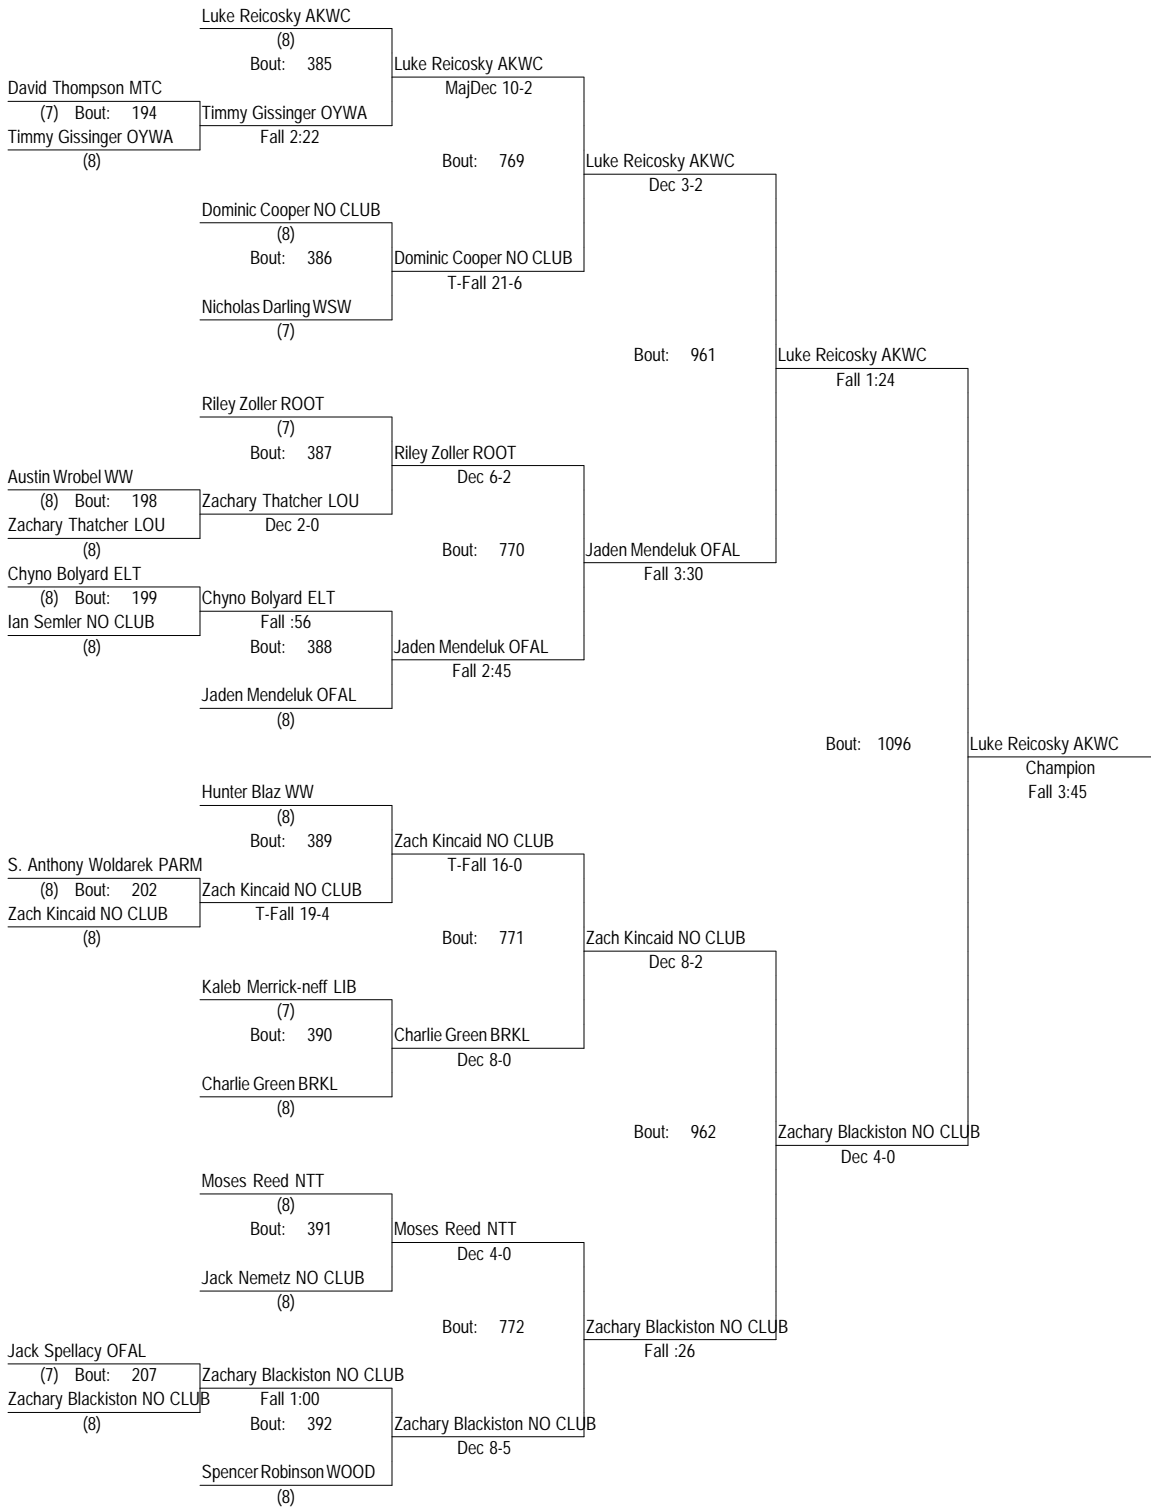 Luke Reicosky AKWC
(8)
Bout: 385
Luke Reicosky AKWC
MajDec 10-2
David Thompson MTC
(7) Bout: 194
Timmy Gissinger OYWA
Timmy Gissinger OYWA
Fall 2:22
(8)
Bout: 769
Luke Reicosky AKWC
Dec 3-2
Dominic Cooper NO CLUB
(8)
Bout: 386
Dominic Cooper NO CLUB
T-Fall 21-6
Nicholas Darling WSW
(7)
Bout: 961
Luke Reicosky AKWC
Fall 1:24
Riley Zoller ROOT
(7)
Bout: 387
Riley Zoller ROOT
Dec 6-2
Austin Wrobel WW
(8) Bout: 198
Zachary Thatcher LOU
Zachary Thatcher LOU
Dec 2-0
(8)
Bout: 770
Jaden Mendeluk OFAL
Fall 3:30
Chyno Bolyard ELT
(8) Bout: 199
Chyno Bolyard ELT
Ian Semler NO CLUB
Fall :56
(8)
Bout: 388
Jaden Mendeluk OFAL
Fall 2:45
Jaden Mendeluk OFAL
(8)
Bout: 1096
Luke Reicosky AKWC
Champion
Fall 3:45
Hunter Blaz WW
(8)
Bout: 389
Zach Kincaid NO CLUB
T-Fall 16-0
S. Anthony Woldarek PARM
(8) Bout: 202
Zach Kincaid NO CLUB
Zach Kincaid NO CLUB
T-Fall 19-4
(8)
Bout: 771
Zach Kincaid NO CLUB
Dec 8-2
Kaleb Merrick-neff LIB
(7)
Bout: 390
Charlie Green BRKL
Dec 8-0
Charlie Green BRKL
(8)
Bout: 962
Zachary Blackiston NO CLUB
Dec 4-0
Moses Reed NTT
(8)
Bout: 391
Moses Reed NTT
Dec 4-0
Jack Nemetz NO CLUB
(8)
Bout: 772
Zachary Blackiston NO CLUB
Fall :26
Jack Spellacy OFAL
(7) Bout: 207
Zachary Blackiston NO CLUB
Zachary Blackiston NO CLUB
Fall 1:00
(8)
Bout: 392
Zachary Blackiston NO CLUB
Dec 8-5
Spencer Robinson WOOD
(8)